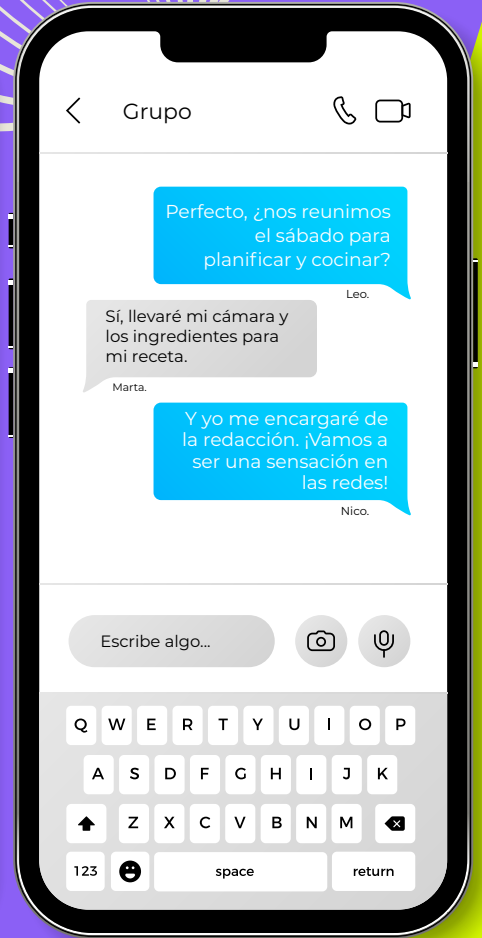 Grupo
Perfecto, ¿nos reunimos
el sábado para
planificar y cocinar?
Leo.
Sí, llevaré mi cámara y
los ingredientes para
mi receta.
Marta.
Y yo me encargaré de
la redacción. ¡Vamos a
ser una sensación en
las redes!
Nico.
Escribe algo...
Q W E R T Y U I O P
A S D F G H I J K
Z X C V B N M
123 space return